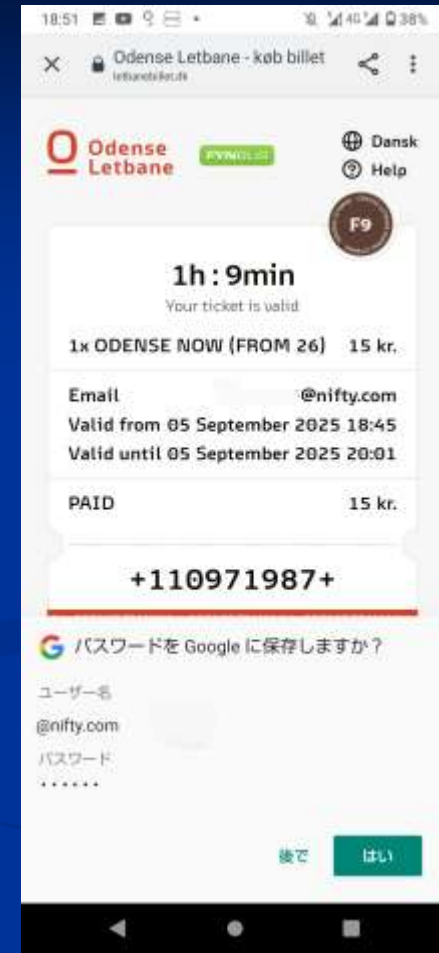 18:51
4G 38%
Odense Letbane - køb billet
letbanebillet.dk
Odense
Letbane
FYNBUS
Dansk
Help
F9
1h:9min
Your ticket is valid
1x ODENSE NOW (FROM 26) 15 kr.
Email @nifty.com
Valid from 05 September 2025 18:45
Valid until 05 September 2025 20:01
PAID 15 kr.
+110971987+
パスワードを Google に保存しますか?
ユーザー名
@nifty.com
パスワード
••••••
後で はい